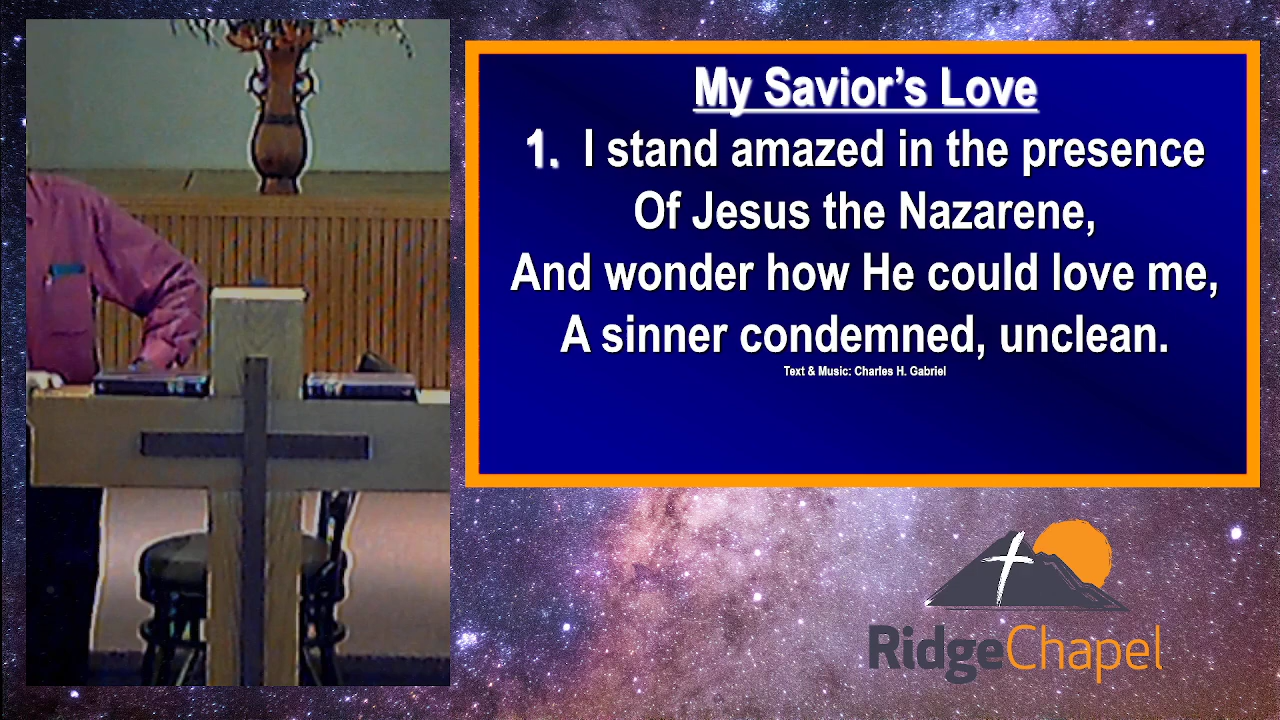 My Savior’s Love
1. I stand amazed in the presence
Of Jesus the Nazarene,
And wonder how He could love me,
A sinner condemned, unclean.
Text & Music: Charles H. Gabriel
RidgeChapel